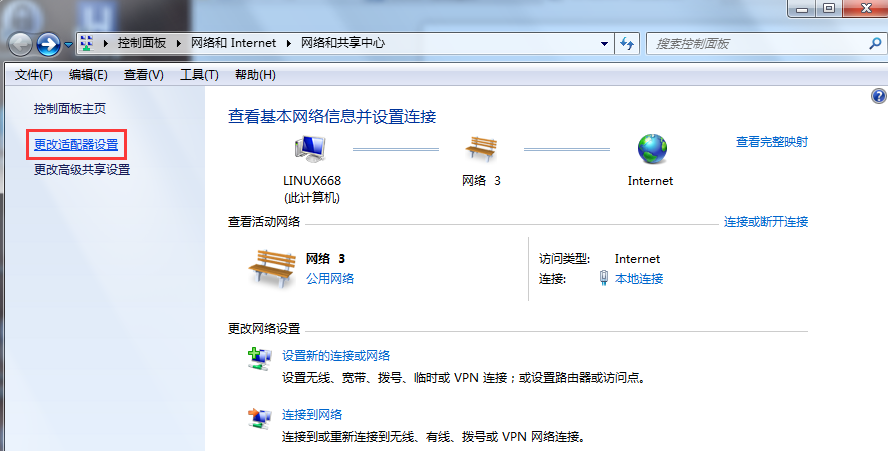 控制面板 网络和 Internet 网络和共享中心 搜索控制面板
文件(F) 编辑(E) 查看(V) 工具(T) 帮助(H)
控制面板主页
更改适配器设置
更改高级共享设置
查看基本网络信息并设置连接
查看完整映射
LINUX668
(此计算机)
网络 3
Internet
查看活动网络
连接或断开连接
网络 3
公用网络
访问类型: Internet
连接: 本地连接
更改网络设置
设置新的连接或网络
设置无线、宽带、拨号、临时或 VPN 连接；或设置路由器或访问点。
连接到网络
连接到或重新连接到无线、有线、拨号或 VPN 网络连接。